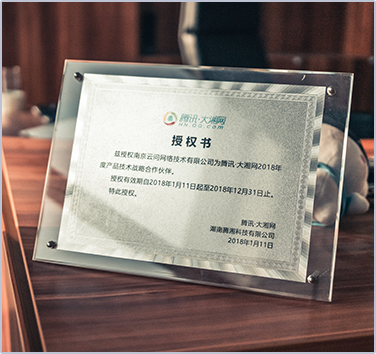 腾讯·大湘网
HN.QQ.COM
授权书
兹授权南京云问网络技术有限公司为腾讯·大湘网2018年
度产品技术战略合作伙伴。
授权有效期自2018年1月11日起至2018年12月31日止。
特此授权。
腾讯·大湘网
湖南腾湘科技有限公司
2018年1月11日